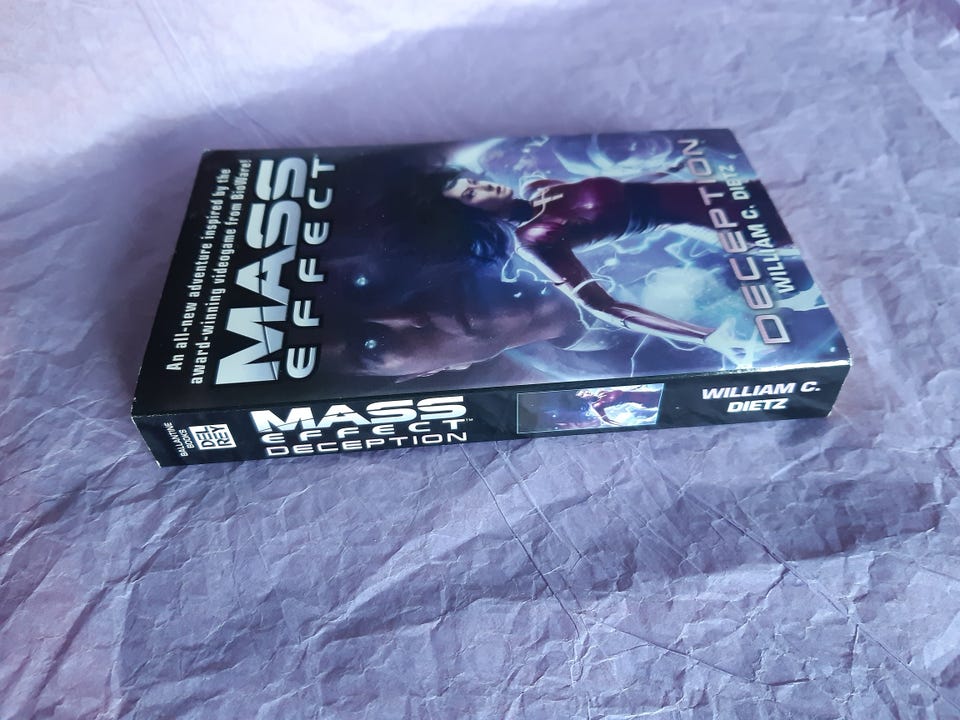 An all-new adventure inspired by the
award-winning videogame from BioWare!
MASS
EFFECT
DECEPTION
WILLIAM C. DIETZ
BALLANTINE
BOOKS
DEL
REY
MASS
EFFECT™
DECEPTION
WILLIAM C.
DIETZ